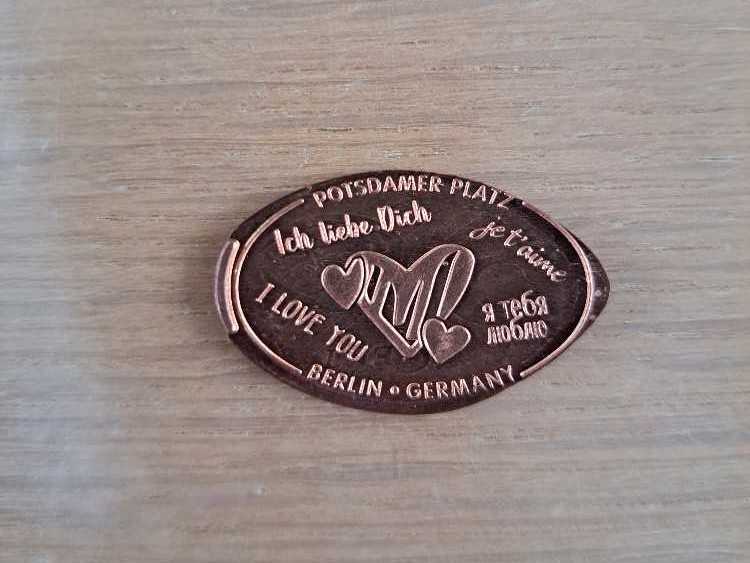 POTSDAMER PLATZ
Ich liebe Dich
je t'aime
M!
I LOVE YOU
я тебя
люблю
BERLIN • GERMANY